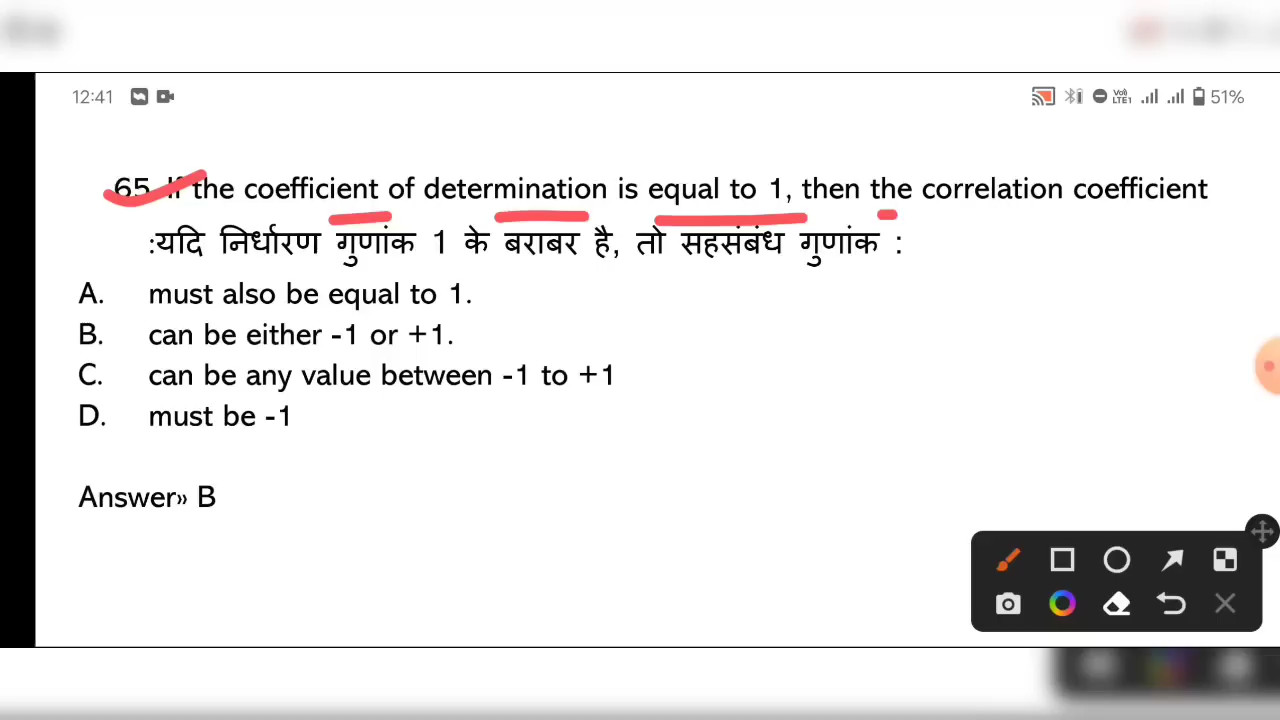 12:41 VoI) LTE1 51%
65. If the coefficient of determination is equal to 1, then the correlation coefficient
:यदि निर्धारण गुणांक 1 के बराबर है, तो सहसंबंध गुणांक :
A. must also be equal to 1.
B. can be either -1 or +1.
C. can be any value between -1 to +1
D. must be -1
Answer» B